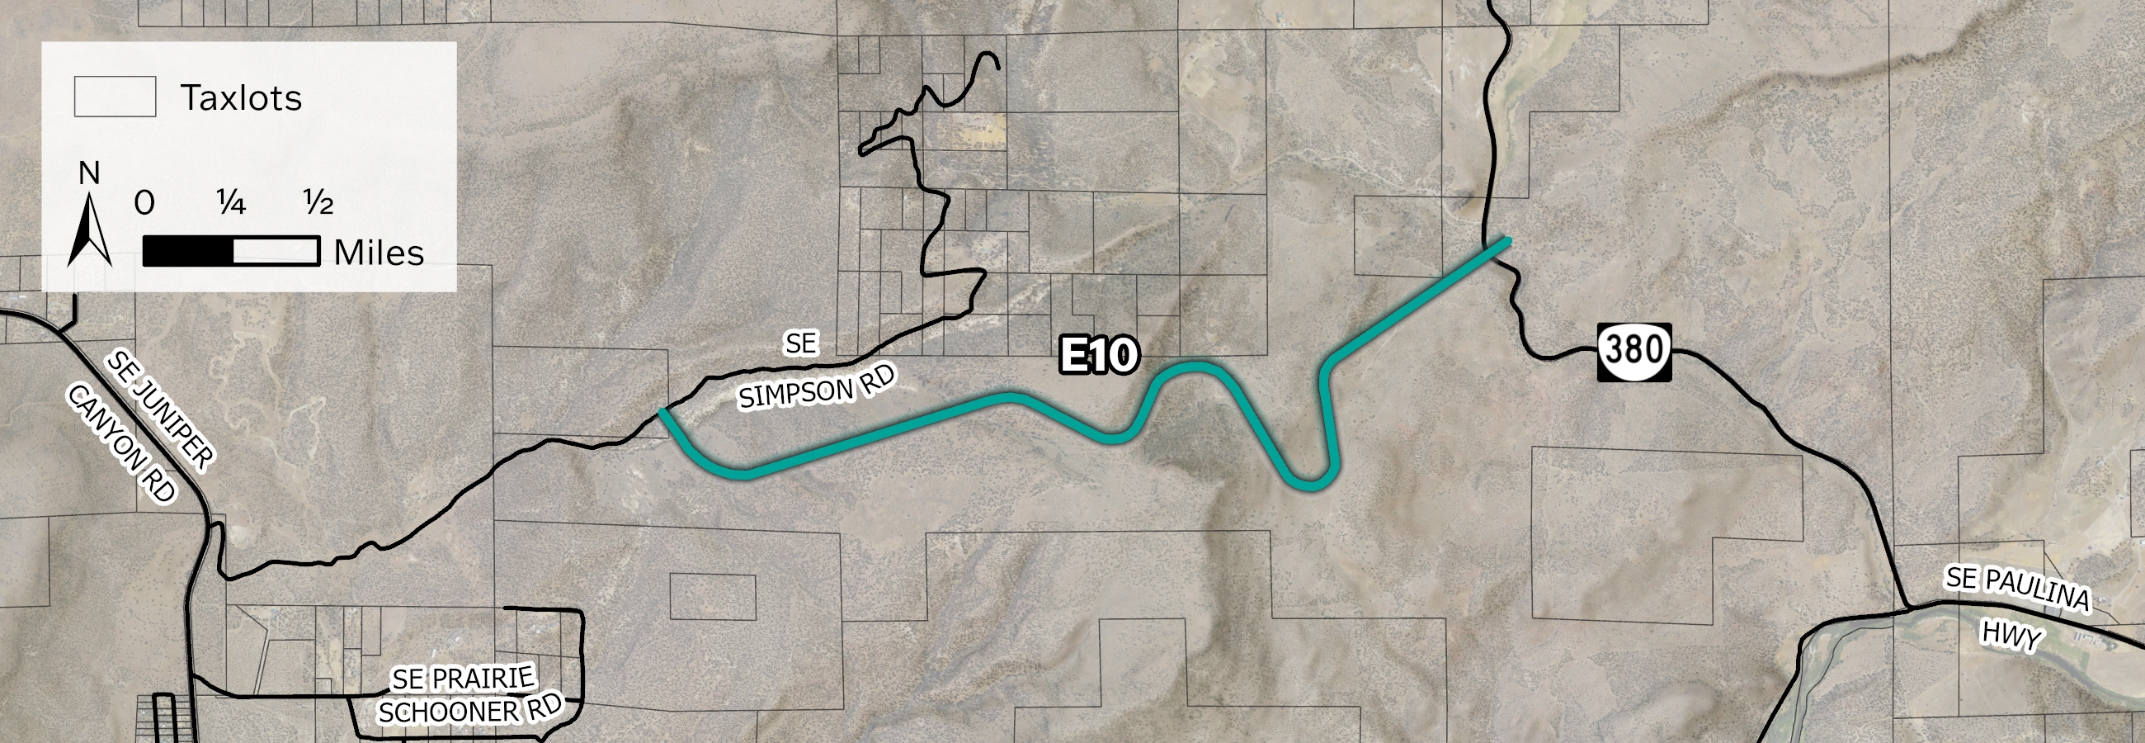 Taxlots
N
0 ¼ ½
Miles
SE JUNIPER
CANYON RD
SE
SIMPSON RD
E10
380
SE PAULINA
HWY
SE PRAIRIE
SCHOONER RD